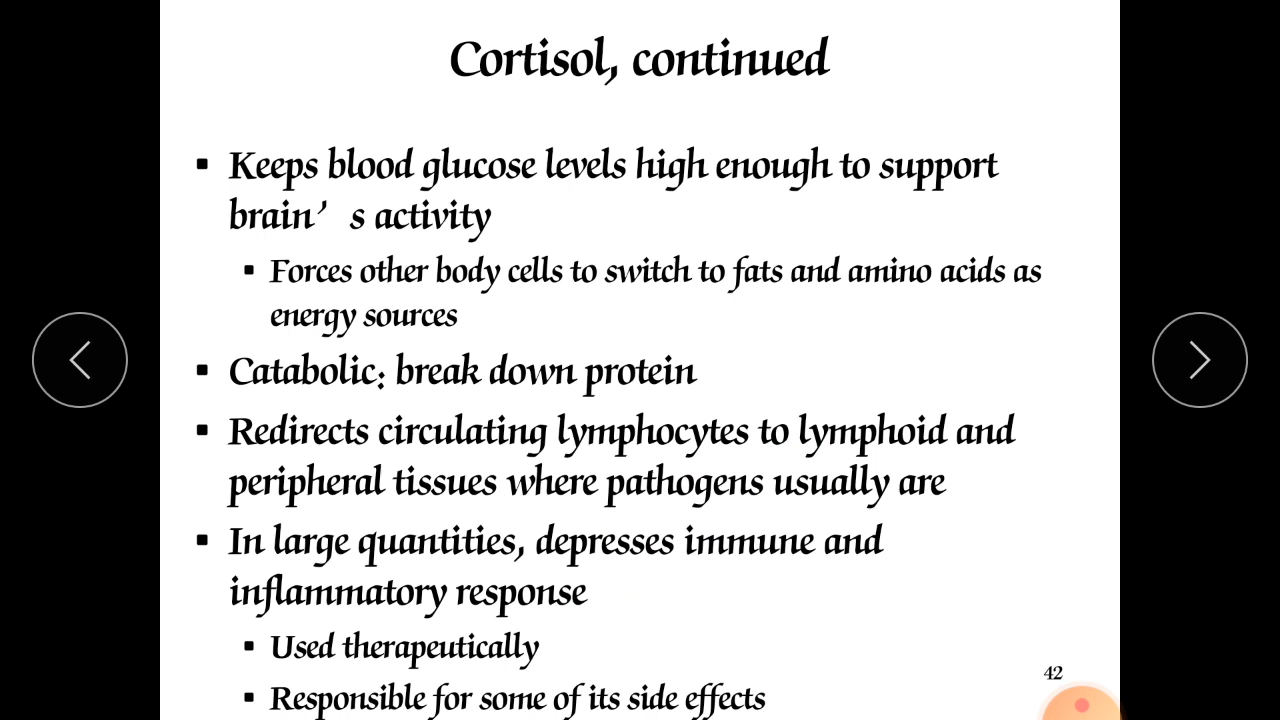 Cortisol, continued
▪ Keeps blood glucose levels high enough to support
brain’ s activity
▪ Forces other body cells to switch to fats and amino acids as
energy sources
▪ Catabolic: break down protein
▪ Redirects circulating lymphocytes to lymphoid and
peripheral tissues where pathogens usually are
▪ In large quantities, depresses immune and
inflammatory response
▪ Used therapeutically
▪ Responsible for some of its side effects
42